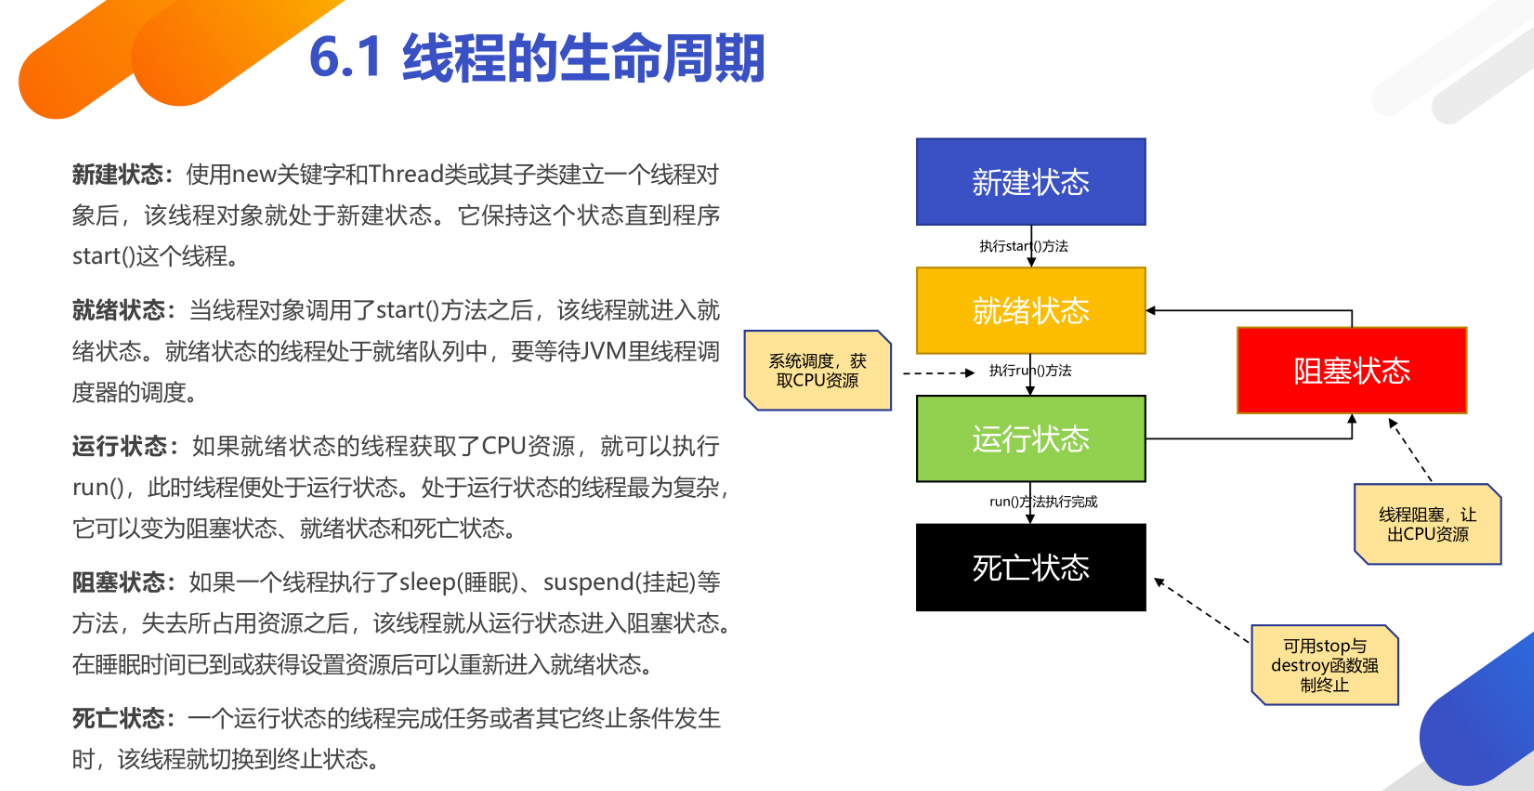 6.1 线程的生命周期
新建状态：使用new关键字和Thread类或其子类建立一个线程对
象后，该线程对象就处于新建状态。它保持这个状态直到程序
start()这个线程。
就绪状态：当线程对象调用了start()方法之后，该线程就进入就
绪状态。就绪状态的线程处于就绪队列中，要等待JVM里线程调
度器的调度。
运行状态：如果就绪状态的线程获取了CPU资源，就可以执行
run()，此时线程便处于运行状态。处于运行状态的线程最为复杂，
它可以变为阻塞状态、就绪状态和死亡状态。
阻塞状态：如果一个线程执行了sleep(睡眠)、suspend(挂起)等
方法，失去所占用资源之后，该线程就从运行状态进入阻塞状态。
在睡眠时间已到或获得设置资源后可以重新进入就绪状态。
死亡状态：一个运行状态的线程完成任务或者其它终止条件发生
时，该线程就切换到终止状态。
新建状态
执行start()方法
就绪状态
系统调度，获
取CPU资源
执行run()方法
阻塞状态
运行状态
run()方法执行完成
线程阻塞，让
出CPU资源
死亡状态
可用stop与
destroy函数强
制终止